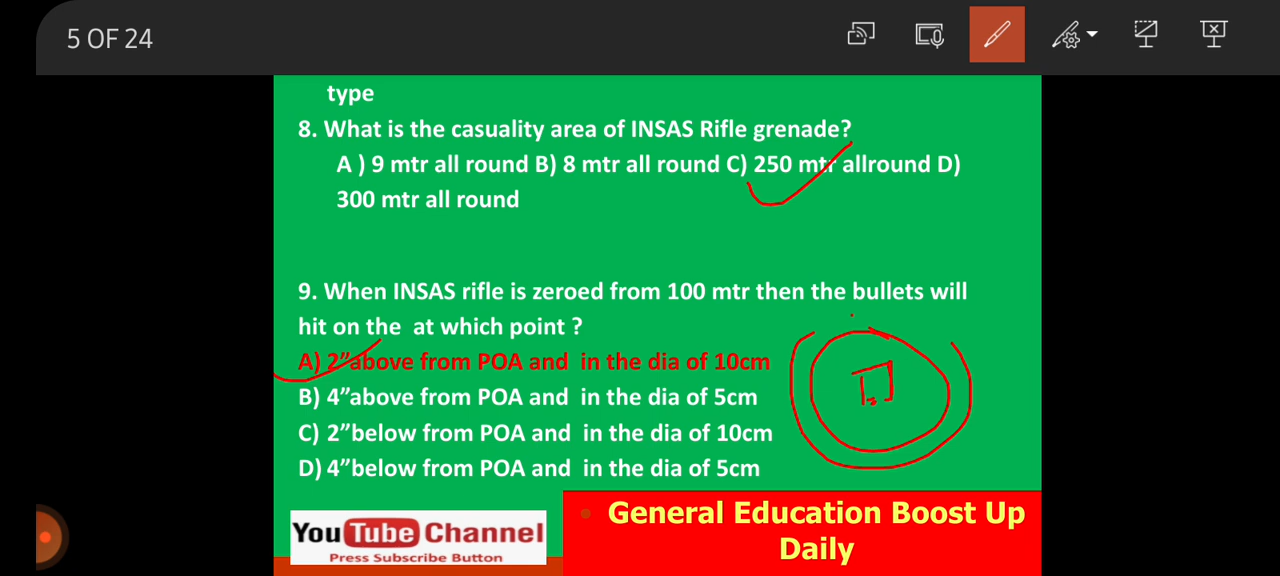 5 OF 24
type
8. What is the casuality area of INSAS Rifle grenade?
A ) 9 mtr all round B) 8 mtr all round C) 250 mtr allround D)
300 mtr all round
9. When INSAS rifle is zeroed from 100 mtr then the bullets will
hit on the at which point ?
A) 2”above from POA and in the dia of 10cm
B) 4”above from POA and in the dia of 5cm
C) 2”below from POA and in the dia of 10cm
D) 4”below from POA and in the dia of 5cm
YouTube Channel
Press Subscribe Button
• General Education Boost Up
Daily